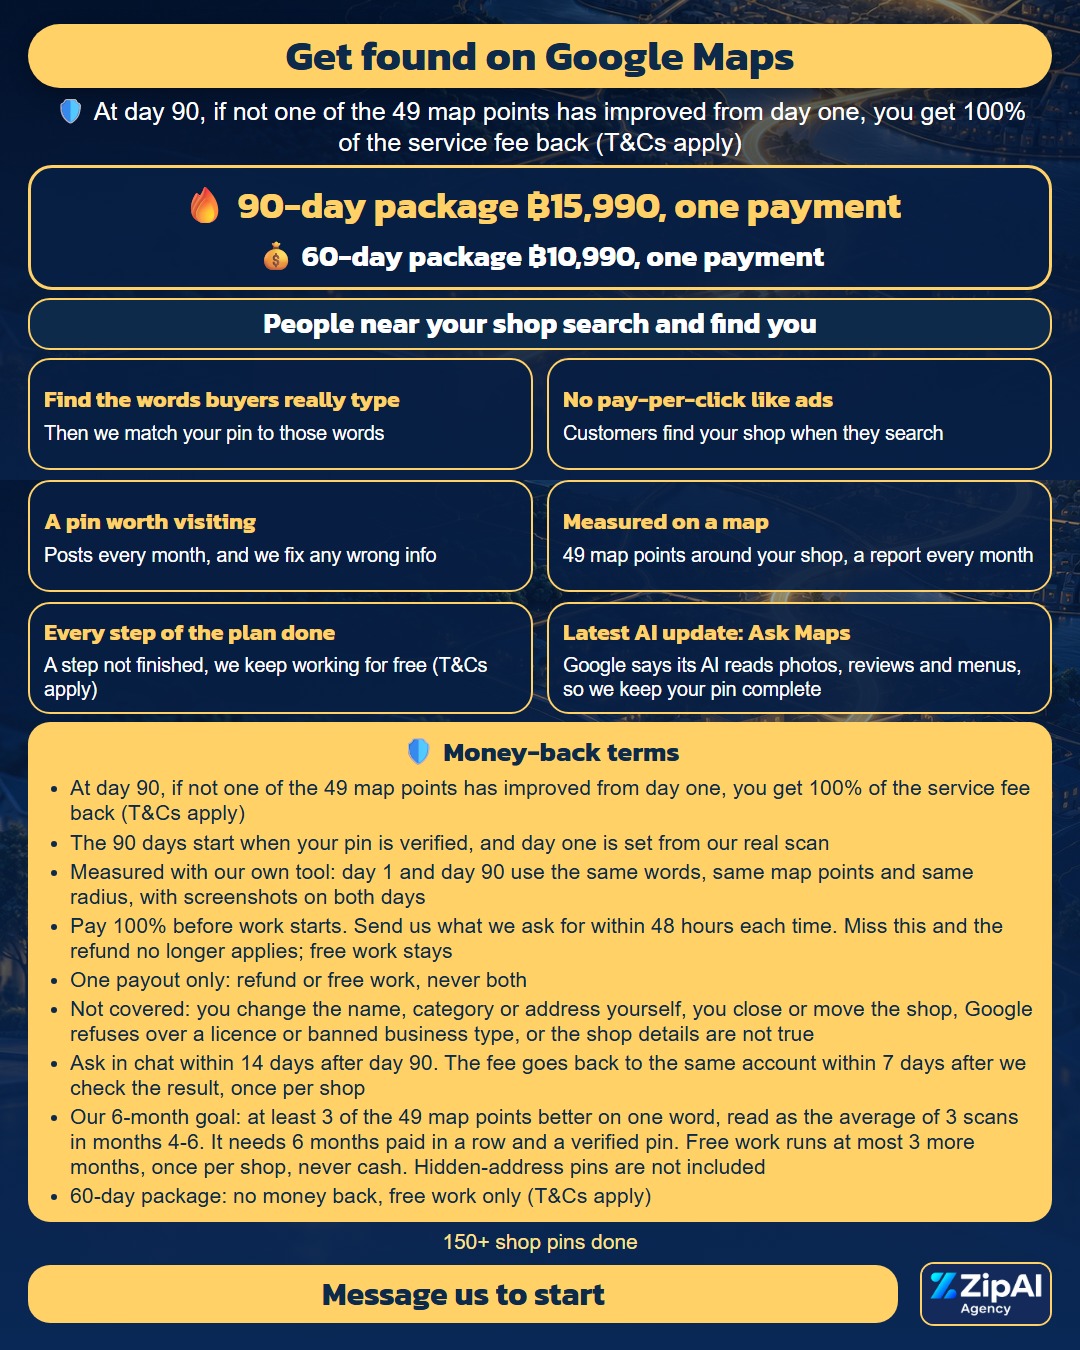 Get found on Google Maps
At day 90, if not one of the 49 map points has improved from day one, you get 100%
of the service fee back (T&Cs apply)
90-day package ฿15,990, one payment
60-day package ฿10,990, one payment
People near your shop search and find you
Find the words buyers really type
Then we match your pin to those words
No pay-per-click like ads
Customers find your shop when they search
A pin worth visiting
Posts every month, and we fix any wrong info
Measured on a map
49 map points around your shop, a report every month
Every step of the plan done
A step not finished, we keep working for free (T&Cs
apply)
Latest AI update: Ask Maps
Google says its AI reads photos, reviews and menus,
so we keep your pin complete
Money-back terms
• At day 90, if not one of the 49 map points has improved from day one, you get 100% of the service fee
back (T&Cs apply)
• The 90 days start when your pin is verified, and day one is set from our real scan
• Measured with our own tool: day 1 and day 90 use the same words, same map points and same
radius, with screenshots on both days
• Pay 100% before work starts. Send us what we ask for within 48 hours each time. Miss this and the
refund no longer applies; free work stays
• One payout only: refund or free work, never both
• Not covered: you change the name, category or address yourself, you close or move the shop, Google
refuses over a licence or banned business type, or the shop details are not true
• Ask in chat within 14 days after day 90. The fee goes back to the same account within 7 days after we
check the result, once per shop
• Our 6-month goal: at least 3 of the 49 map points better on one word, read as the average of 3 scans
in months 4-6. It needs 6 months paid in a row and a verified pin. Free work runs at most 3 more
months, once per shop, never cash. Hidden-address pins are not included
• 60-day package: no money back, free work only (T&Cs apply)
150+ shop pins done
Message us to start
ZipAI
Agency